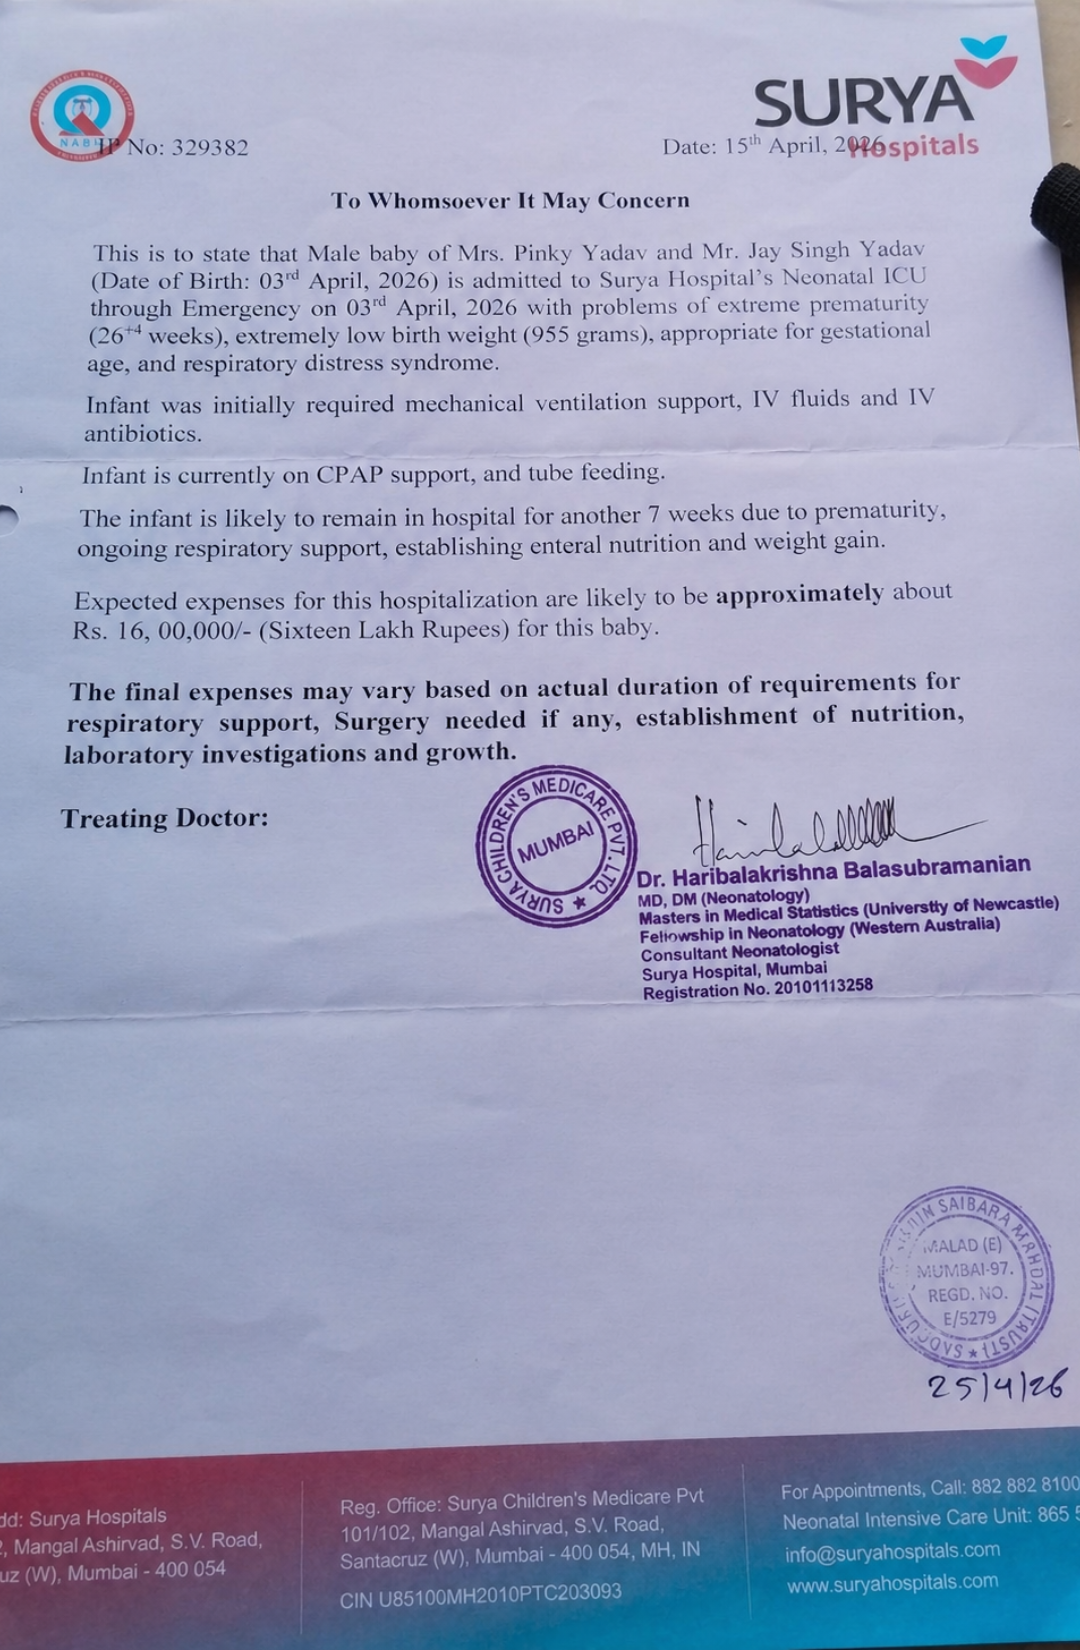 NABH
SURYA
Hospitals
IP No: 329382
Date: 15th April, 2026
To Whomsoever It May Concern
This is to state that Male baby of Mrs. Pinky Yadav and Mr. Jay Singh Yadav
(Date of Birth: 03rd April, 2026) is admitted to Surya Hospital's Neonatal ICU
through Emergency on 03rd April, 2026 with problems of extreme prematurity
(26+4 weeks), extremely low birth weight (955 grams), appropriate for gestational
age, and respiratory distress syndrome.
Infant was initially required mechanical ventilation support, IV fluids and IV
antibiotics.
Infant is currently on CPAP support, and tube feeding.
The infant is likely to remain in hospital for another 7 weeks due to prematurity,
ongoing respiratory support, establishing enteral nutrition and weight gain.
Expected expenses for this hospitalization are likely to be approximately about
Rs. 16, 00,000/- (Sixteen Lakh Rupees) for this baby.
The final expenses may vary based on actual duration of requirements for
respiratory support, Surgery needed if any, establishment of nutrition,
laboratory investigations and growth.
Treating Doctor:
SURYA CHILDREN'S MEDICARE PVT. LTD.
MUMBAI
Dr. Haribalakrishna Balasubramanian
MD, DM (Neonatology)
Masters in Medical Statistics (Universtiy of Newcastle)
Fellowship in Neonatology (Western Australia)
Consultant Neonatologist
Surya Hospital, Mumbai
Registration No. 20101113258
SAIBABA MANDAL (TRUST)
MALAD (E)
MUMBAI-97.
REGD. NO.
E/5279
25/4/26
dd: Surya Hospitals
2, Mangal Ashirvad, S.V. Road,
uz (W), Mumbai - 400 054
Reg. Office: Surya Children's Medicare Pvt
101/102, Mangal Ashirvad, S.V. Road,
Santacruz (W), Mumbai - 400 054, MH, IN
CIN U85100MH2010PTC203093
For Appointments, Call: 882 882 8100
Neonatal Intensive Care Unit: 865 5
info@suryahospitals.com
www.suryahospitals.com